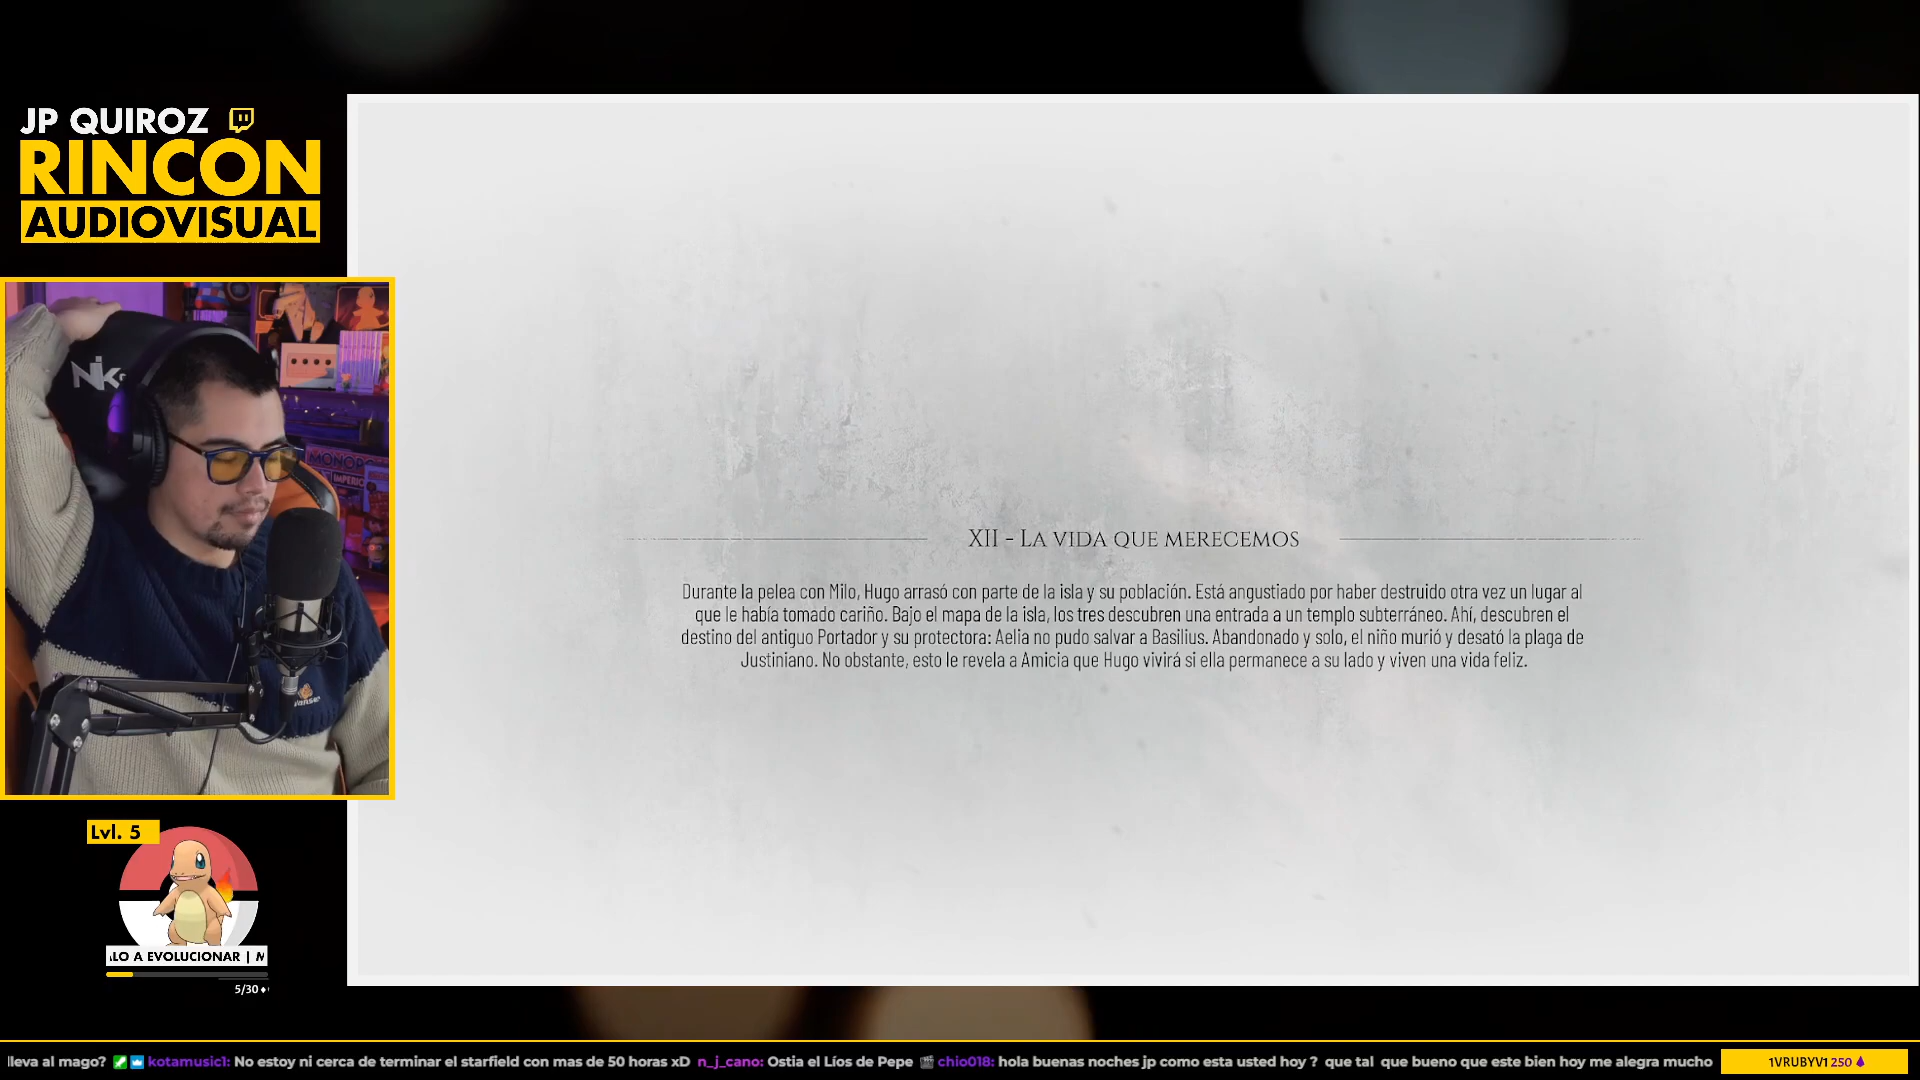 JP QUIROZ
RINCON
AUDIOVISUAL
XII - LA VIDA QUE MERECEMOS
Durante la pelea con Milo, Hugo arrasó con parte de la isla y su población. Está angustiado por haber destruido otra vez un lugar al
que le había tomado cariño. Bajo el mapa de la isla, los tres descubren una entrada a un templo subterráneo. Ahí, descubren el
destino del antiguo Portador y su protectora: Aelia no pudo salvar a Basilius. Abandonado y solo, el niño murió y desató la plaga de
Justiniano. No obstante, esto le revela a Amicia que Hugo vivirá si ella permanece a su lado y viven una vida feliz.
MONOPO
IMPERIO
Lvl. 5
LO A EVOLUCIONAR |
5/30
lleva al mago? kotamusic1: No estoy ni cerca de terminar el starfield con mas de 50 horas xD n_j_cano: Ostia el Líos de Pepe chio018: hola buenas noches jp como esta usted hoy ? que tal que bueno que este bien hoy me alegra mucho
1VRUBYV1 250